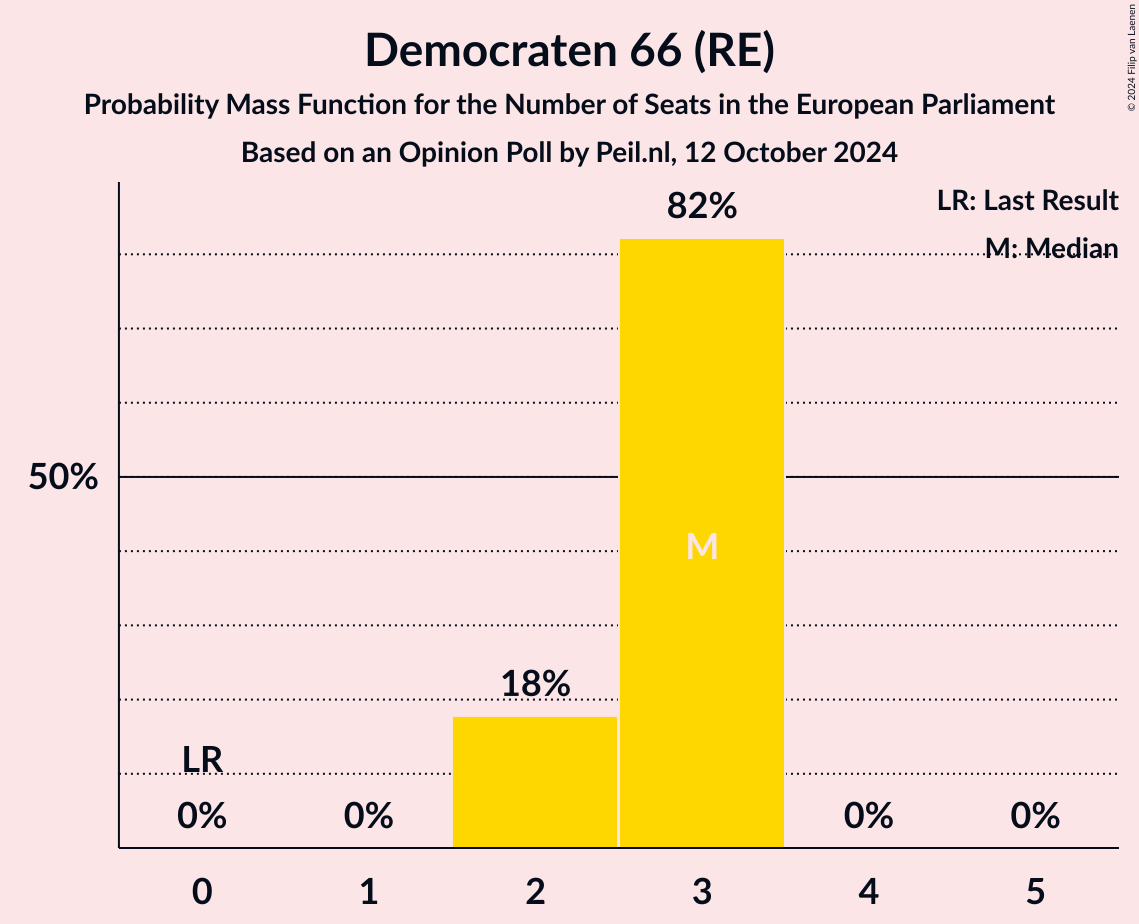 Democraten 66 (RE)
Probability Mass Function for the Number of Seats in the European Parliament
Based on an Opinion Poll by Peil.nl, 12 October 2024
© 2024 Filip van Laenen
LR: Last Result
M: Median
82%
50%
M
18%
LR
0%
0%
0%
0%
0
1
2
3
4
5